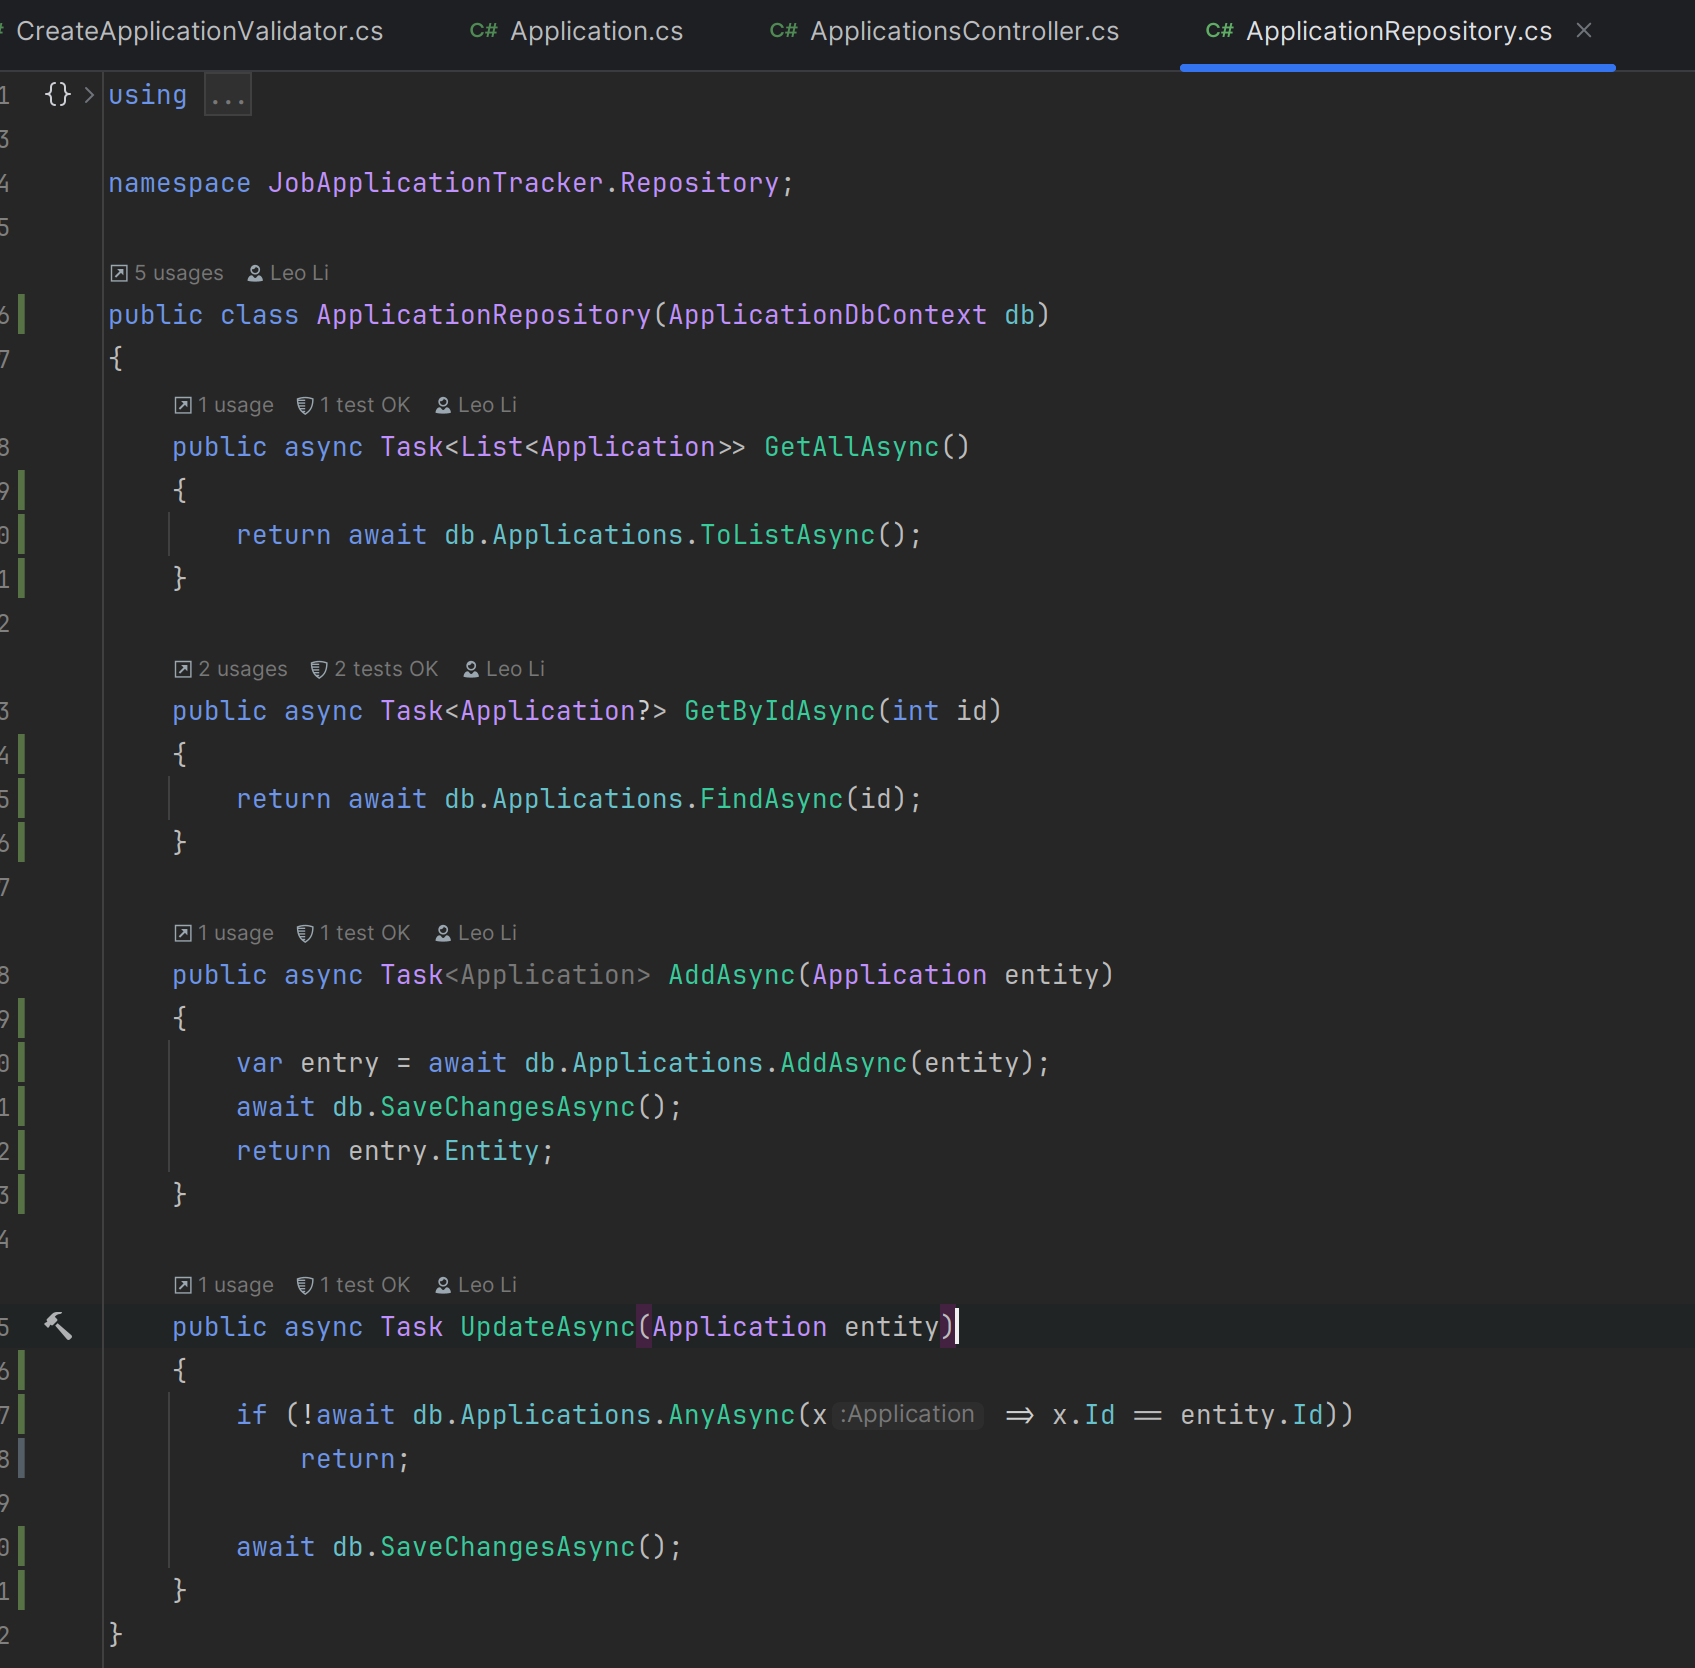 CreateApplicationValidator.cs C# Application.cs C# ApplicationsController.cs C# ApplicationRepository.cs ×
1 {} > using ...
3
4 namespace JobApplicationTracker.Repository;
5
5 usages Leo Li
6 public class ApplicationRepository(ApplicationDbContext db)
7 {
1 usage 1 test OK Leo Li
8 public async Task<List<Application>> GetAllAsync()
9 {
0 return await db.Applications.ToListAsync();
1 }
2
2 usages 2 tests OK Leo Li
3 public async Task<Application?> GetByIdAsync(int id)
4 {
5 return await db.Applications.FindAsync(id);
6 }
7
1 usage 1 test OK Leo Li
8 public async Task<Application> AddAsync(Application entity)
9 {
0 var entry = await db.Applications.AddAsync(entity);
1 await db.SaveChangesAsync();
2 return entry.Entity;
3 }
4
1 usage 1 test OK Leo Li
5 public async Task UpdateAsync(Application entity)
6 {
7 if (!await db.Applications.AnyAsync(x :Application => x.Id == entity.Id))
8 return;
9
0 await db.SaveChangesAsync();
1 }
2 }